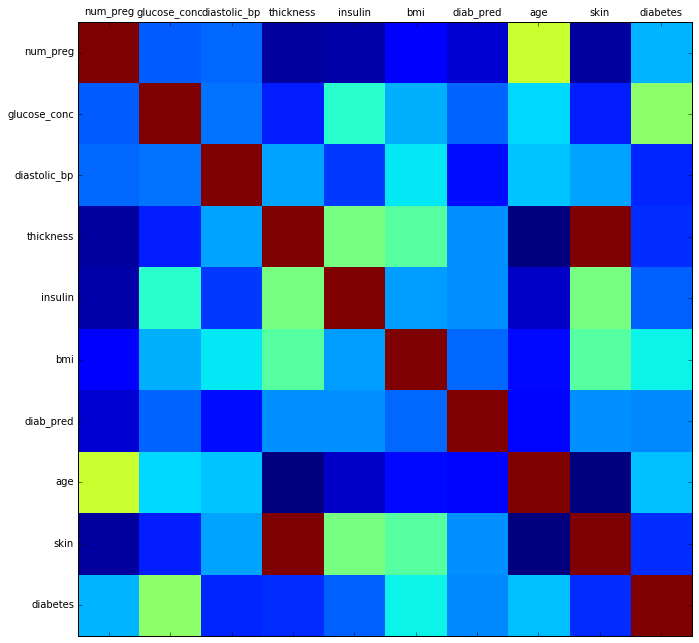 num_preg glucose_conc diastolic_bp thickness insulin bmi diab_pred age skin diabetes
num_preg
glucose_conc
diastolic_bp
thickness
insulin
bmi
diab_pred
age
skin
diabetes